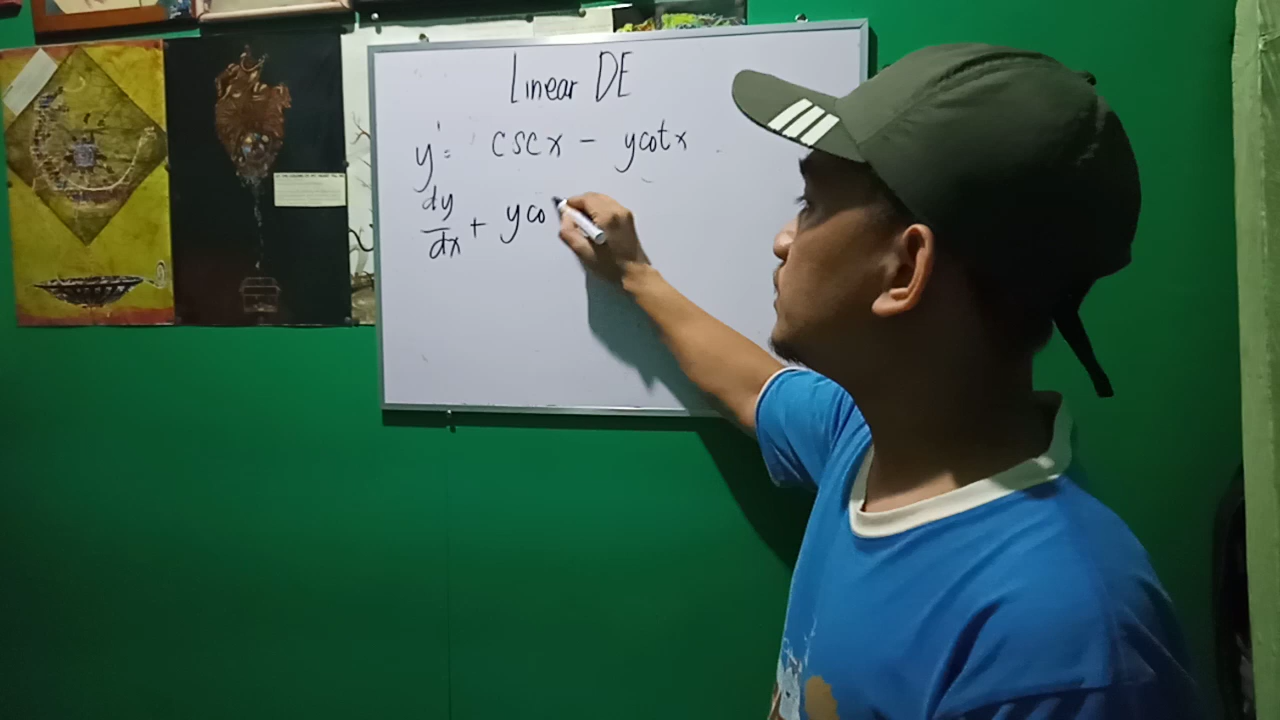 Linear DE
y' = csc x - y cot x
dy/dx + y co